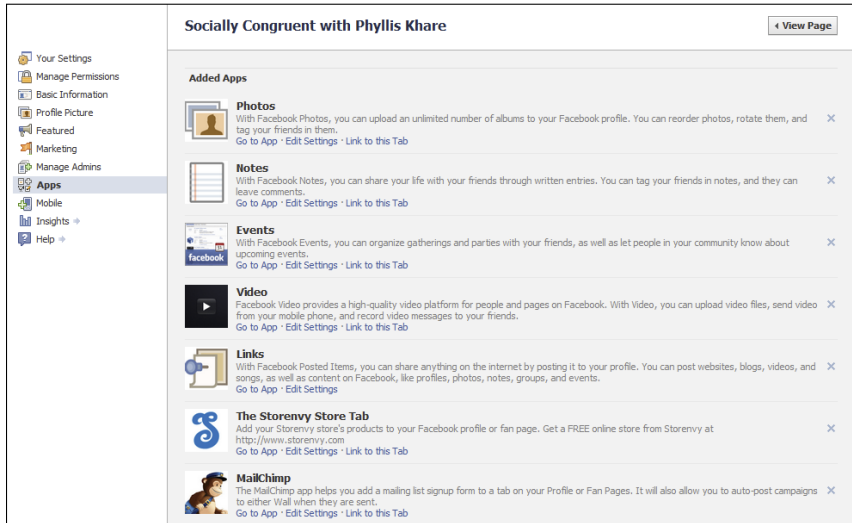 Socially Congruent with Phyllis Khare
View Page
Your Settings
Manage Permissions
Basic Information
Profile Picture
Featured
Marketing
Manage Admins
Apps
Mobile
Insights
Help
Added Apps
Photos
With Facebook Photos, you can upload an unlimited number of albums to your Facebook profile. You can reorder photos, rotate them, and
tag your friends in them.
Go to App · Edit Settings · Link to this Tab
Notes
With Facebook Notes, you can share your life with your friends through written entries. You can tag your friends in notes, and they can
leave comments.
Go to App · Edit Settings · Link to this Tab
facebook
Events
With Facebook Events, you can organize gatherings and parties with your friends, as well as let people in your community know about
upcoming events.
Go to App · Edit Settings · Link to this Tab
Video
Facebook Video provides a high-quality video platform for people and pages on Facebook. With Video, you can upload video files, send video
from your mobile phone, and record video messages to your friends.
Go to App · Edit Settings · Link to this Tab
Links
With Facebook Posted Items, you can share anything on the internet by posting it to your profile. You can post websites, blogs, videos, and
songs, as well as content on Facebook, like profiles, photos, notes, groups, and events.
Go to App · Edit Settings
The Storenvy Store Tab
Add your Storenvy store's products to your Facebook profile or fan page. Get a FREE online store from Storenvy at
http://www.storenvy.com
Go to App · Edit Settings · Link to this Tab
MailChimp
The MailChimp app helps you add a mailing list signup form to a tab on your Profile or Fan Pages. It will also allow you to auto-post campaigns
to either Wall when they are sent.
Go to App · Edit Settings · Link to this Tab